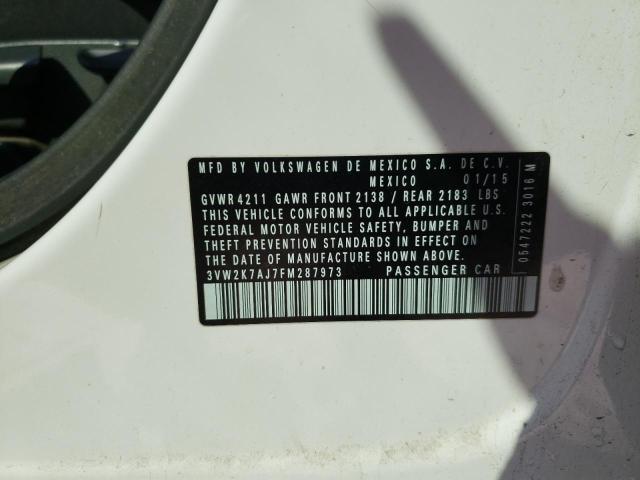 MFD BY VOLKSWAGEN DE MEXICO S.A. DE C.V.
MEXICO 01/15
GVWR 4211 GAWR FRONT 2138 / REAR 2183 LBS
THIS VEHICLE CONFORMS TO ALL APPLICABLE U.S.
FEDERAL MOTOR VEHICLE SAFETY, BUMPER AND
THEFT PREVENTION STANDARDS IN EFFECT ON
THE DATE OF MANUFACTURE SHOWN ABOVE.
3VW2K7AJ7FM287973 PASSENGER CAR
0547222 3016 M